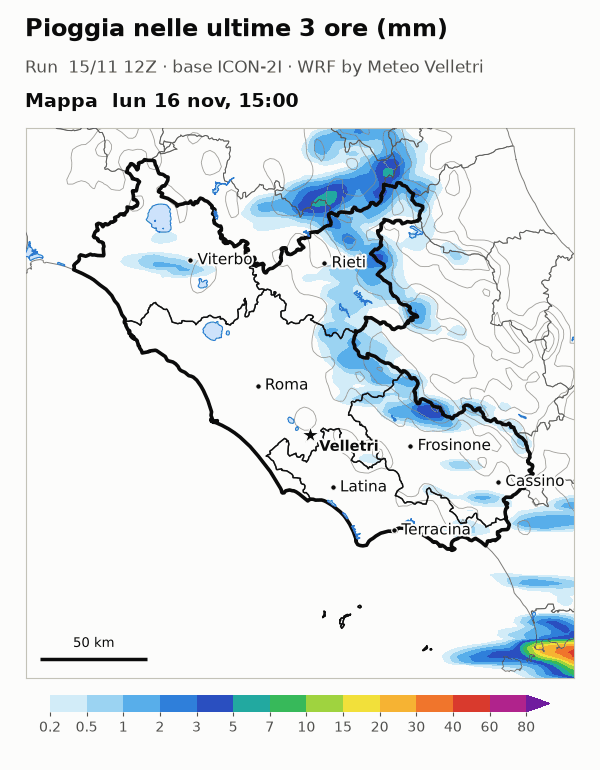 Pioggia nelle ultime 3 ore (mm)
Run 15/11 12Z · base ICON-2I · WRF by Meteo Velletri
Mappa lun 16 nov, 15:00
Viterbo
Rieti
Roma
Velletri
Frosinone
Cassino
Latina
Terracina
50 km
0.2 0.5 1 2 3 5 7 10 15 20 30 40 60 80